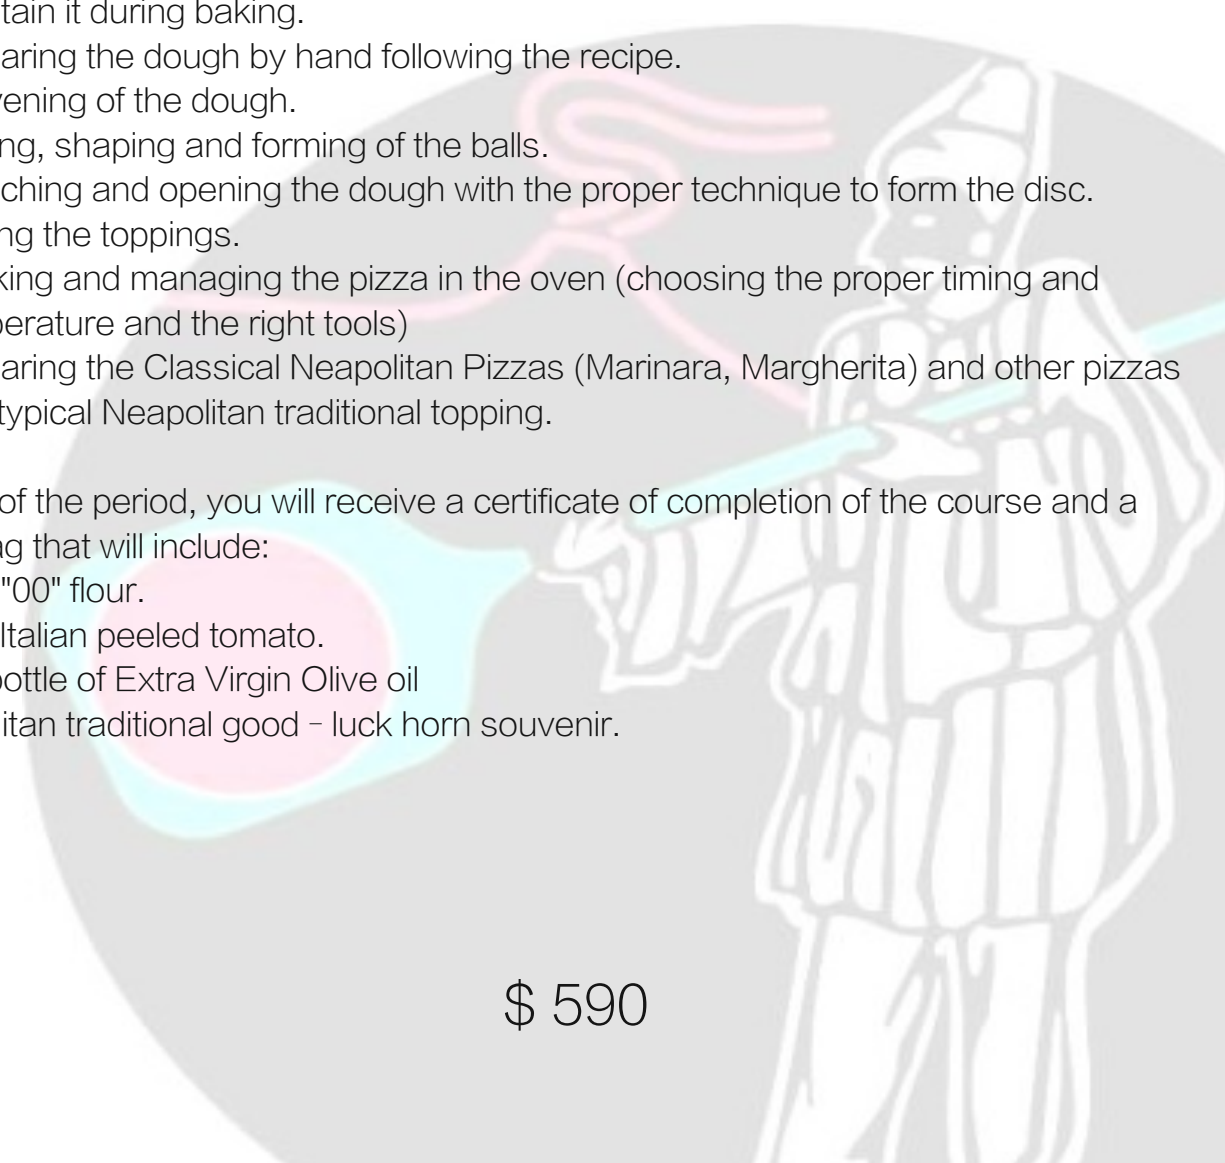 tain it during baking.
aring the dough by hand following the recipe.
vening of the dough.
ng, shaping and forming of the balls.
ching and opening the dough with the proper technique to form the disc.
ng the toppings.
king and managing the pizza in the oven (choosing the proper timing and
perature and the right tools)
aring the Classical Neapolitan Pizzas (Marinara, Margherita) and other pizzas
typical Neapolitan traditional topping.
of the period, you will receive a certificate of completion of the course and a
ag that will include:
"00" flour.
Italian peeled tomato.
bottle of Extra Virgin Olive oil
itan traditional good - luck horn souvenir.
$ 590